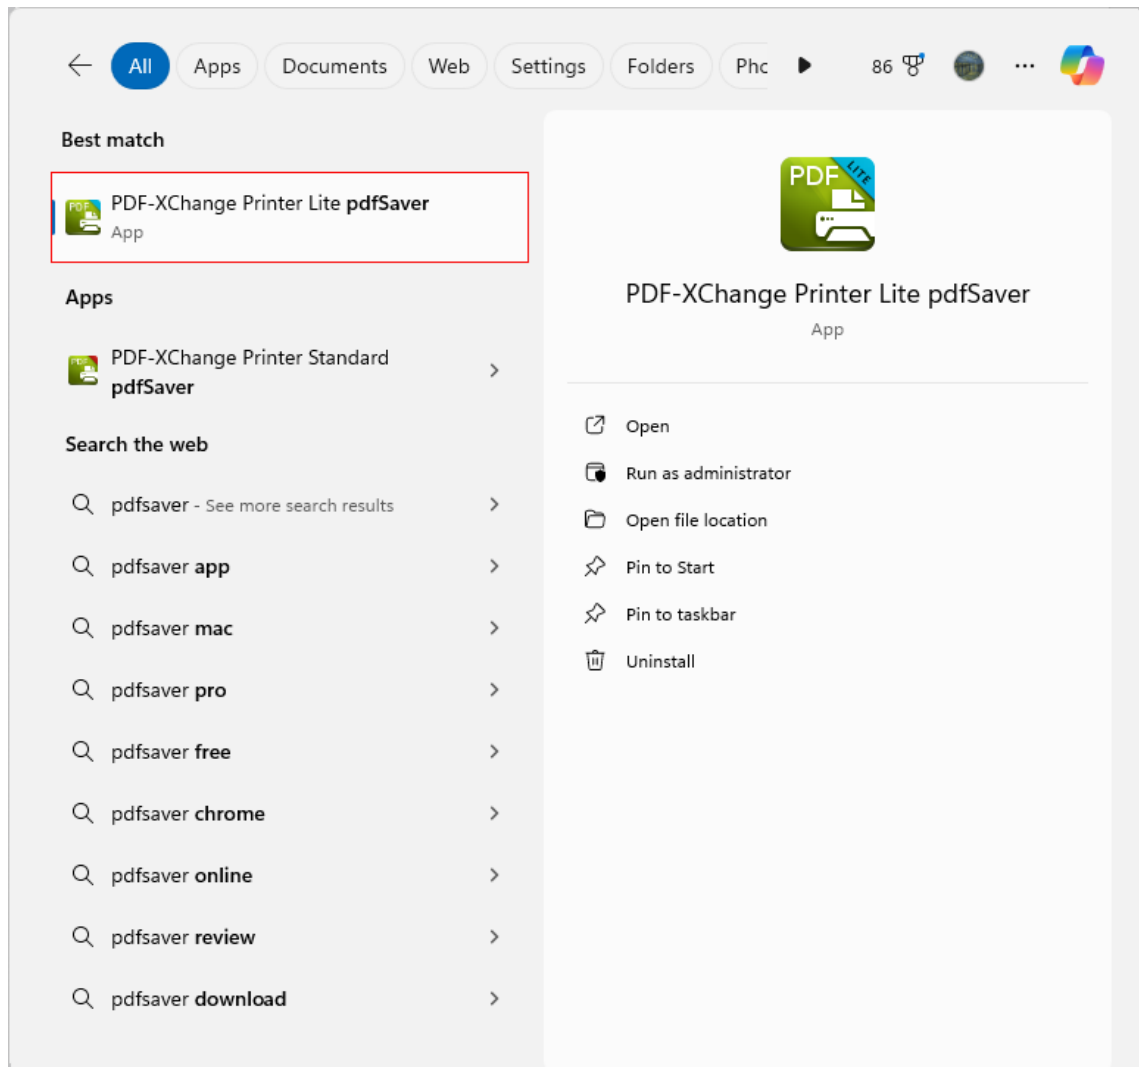 All Apps Documents Web Settings Folders Phc 86
Best match
PDF-XChange Printer Lite pdfSaver
App
Apps
PDF-XChange Printer Standard
pdfSaver
Search the web
pdfsaver - See more search results
pdfsaver app
pdfsaver mac
pdfsaver pro
pdfsaver free
pdfsaver chrome
pdfsaver online
pdfsaver review
pdfsaver download
PDF LITE
PDF-XChange Printer Lite pdfSaver
App
Open
Run as administrator
Open file location
Pin to Start
Pin to taskbar
Uninstall